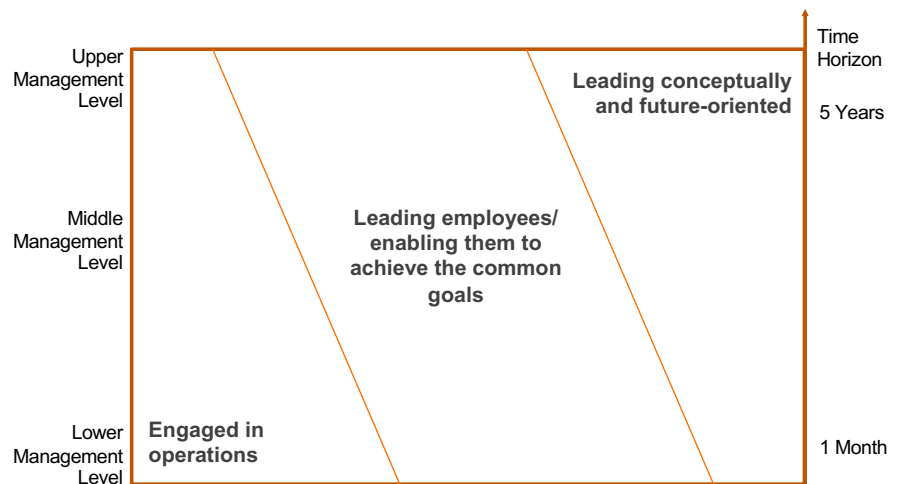 Upper
Management
Level
Time
Horizon
Leading conceptually
and future-oriented
5 Years
Middle
Management
Level
Leading employees/
enabling them to
achieve the common
goals
Lower
Management
Level
Engaged in
operations
1 Month